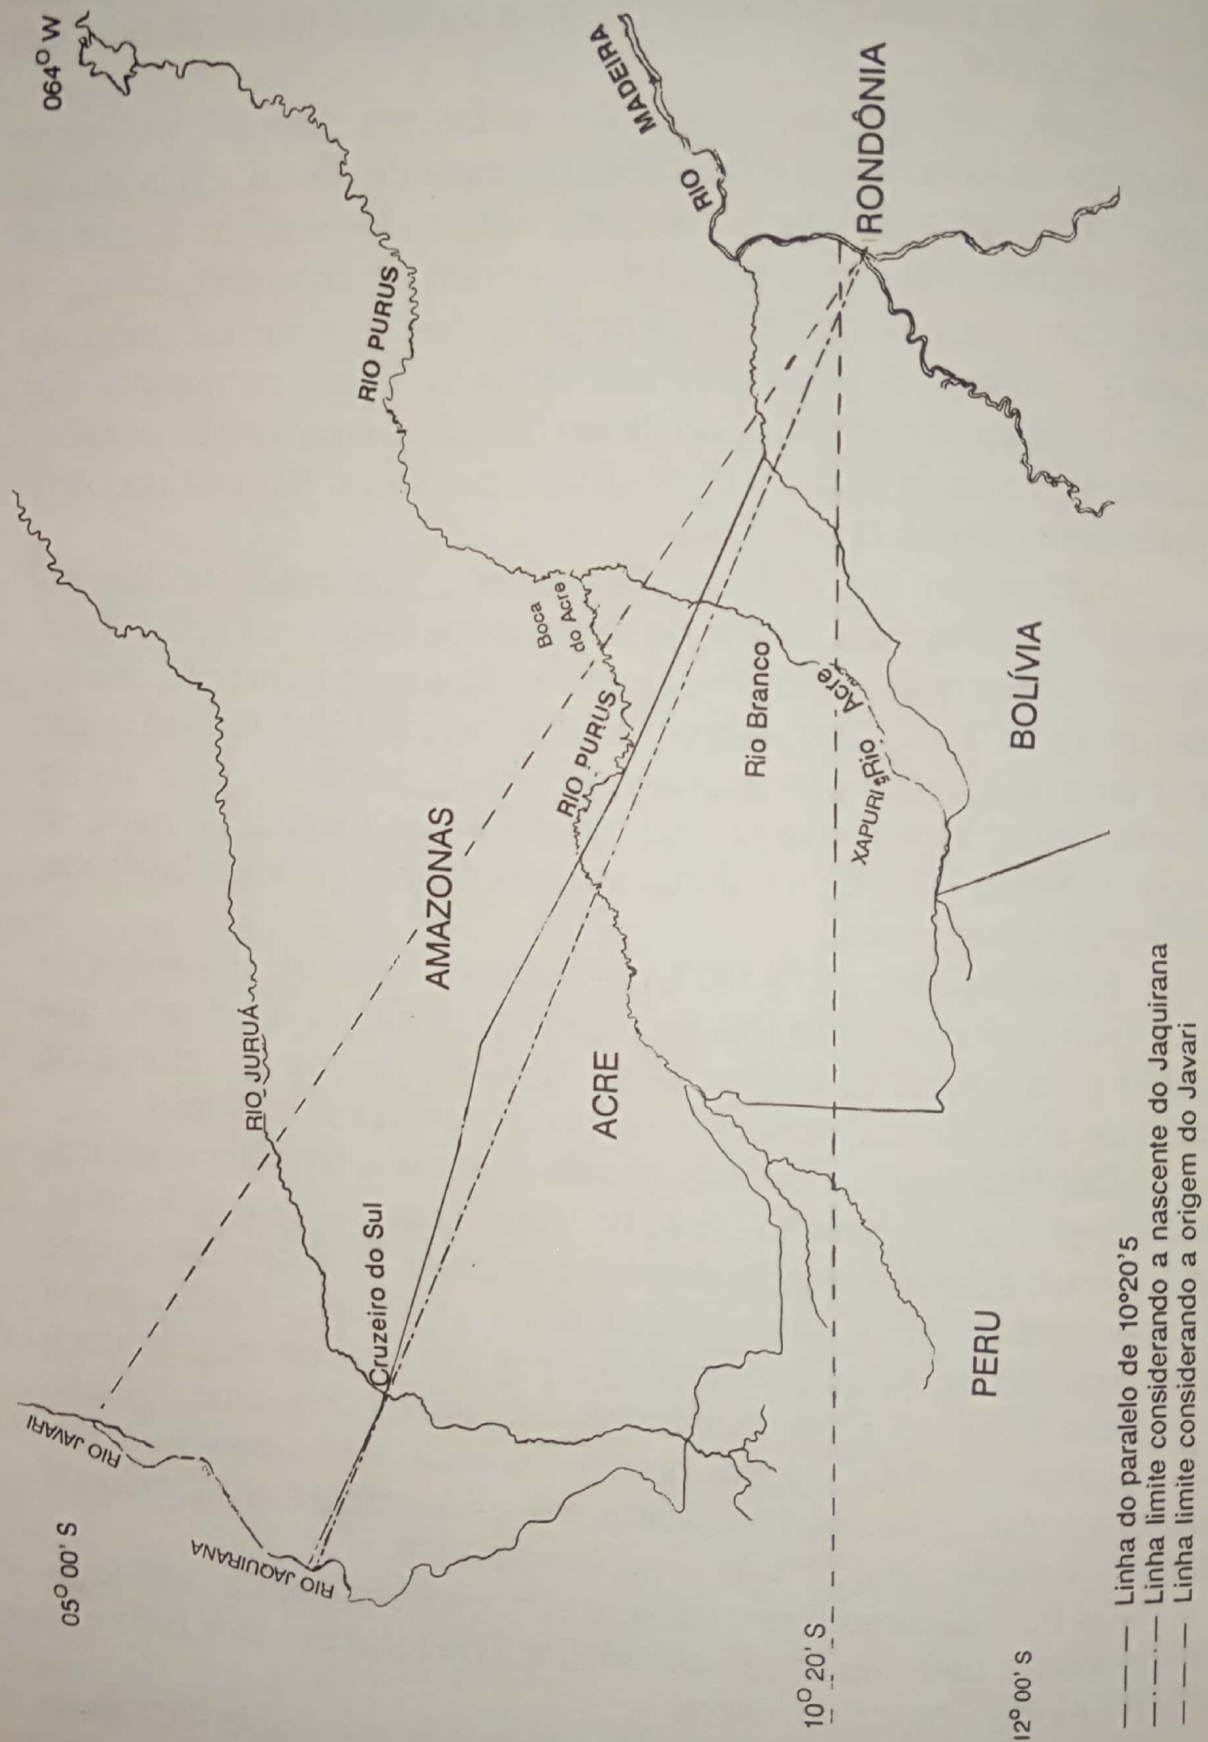 064° W
05° 00' S
RIO JAVARI
RIO JAQUIRANA
RIO JURUÁ
Cruzeiro do Sul
AMAZONAS
RIO PURUS
RIO PURUS
Boca
do Acre
RIO
MADEIRA
RONDÔNIA
ACRE
Rio Branco
XAPURI
Rio
Acre
BOLÍVIA
PERU
10° 20' S
12° 00' S
Linha do paralelo de 10°20'5
Linha limite considerando a nascente do Jaquirana
Linha limite considerando a origem do Javari